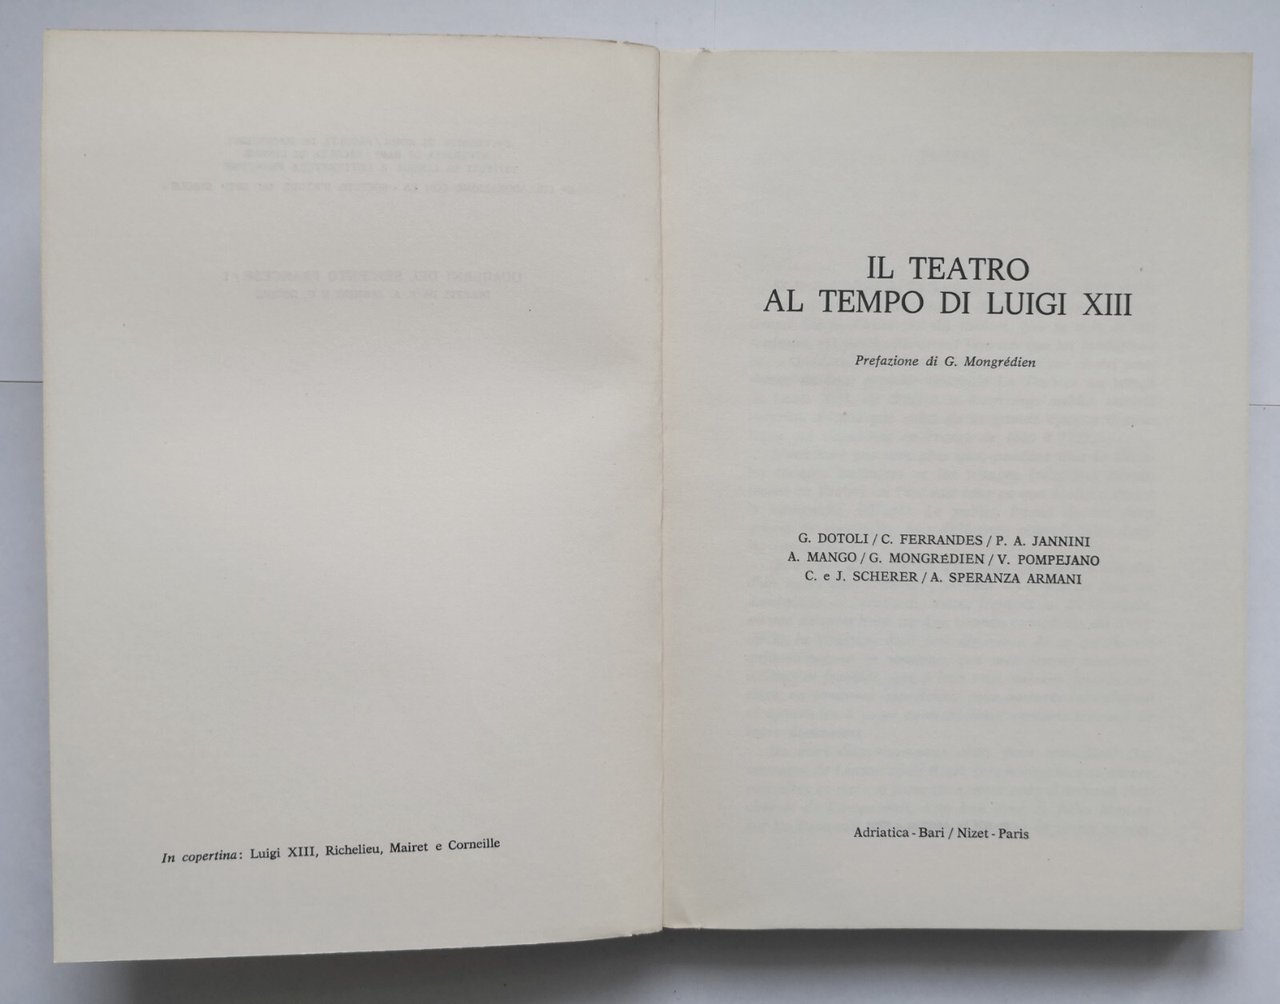 In copertina: Luigi XIII, Richelieu, Mairet e Corneille
IL TEATRO
AL TEMPO DI LUIGI XIII
Prefazione di G. Mongrédien
G. DOTOLI / C. FERRANDES / P. A. JANNINI
A. MANGO / G. MONGRÉDIEN / V. POMPEJANO
C. e J. SCHERER / A. SPERANZA ARMANI
Adriatica - Bari / Nizet - Paris